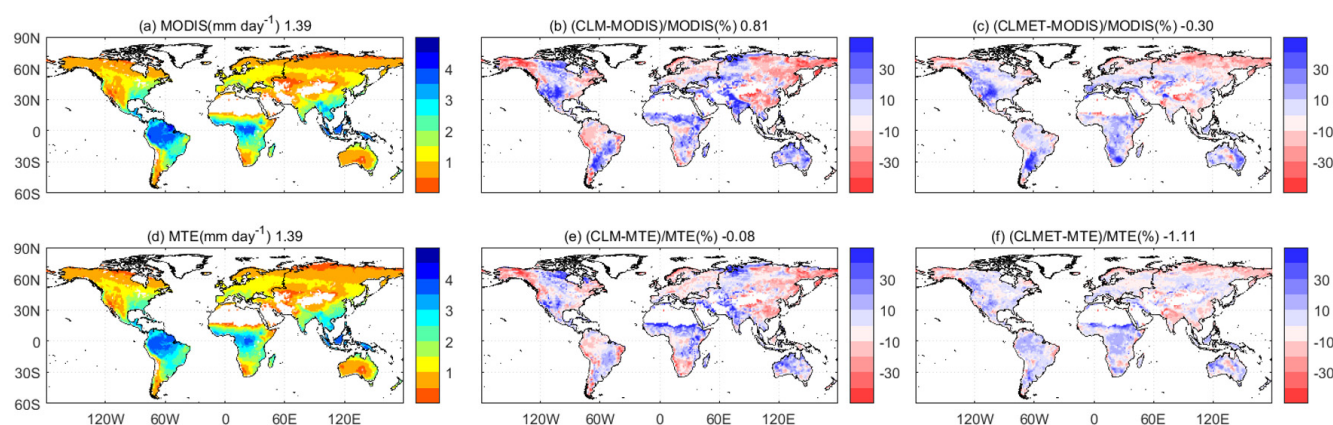 (a) MODIS(mm day⁻¹) 1.39
(b) (CLM-MODIS)/MODIS(%) 0.81
(c) (CLMET-MODIS)/MODIS(%) -0.30
90N
60N
30N
0
30S
60S
4
3
2
1
30
10
-10
-30
30
10
-10
-30
(d) MTE(mm day⁻¹) 1.39
(e) (CLM-MTE)/MTE(%) -0.08
(f) (CLMET-MTE)/MTE(%) -1.11
90N
60N
30N
0
30S
60S
4
3
2
1
30
10
-10
-30
30
10
-10
-30
120W 60W 0 60E 120E
120W 60W 0 60E 120E
120W 60W 0 60E 120E